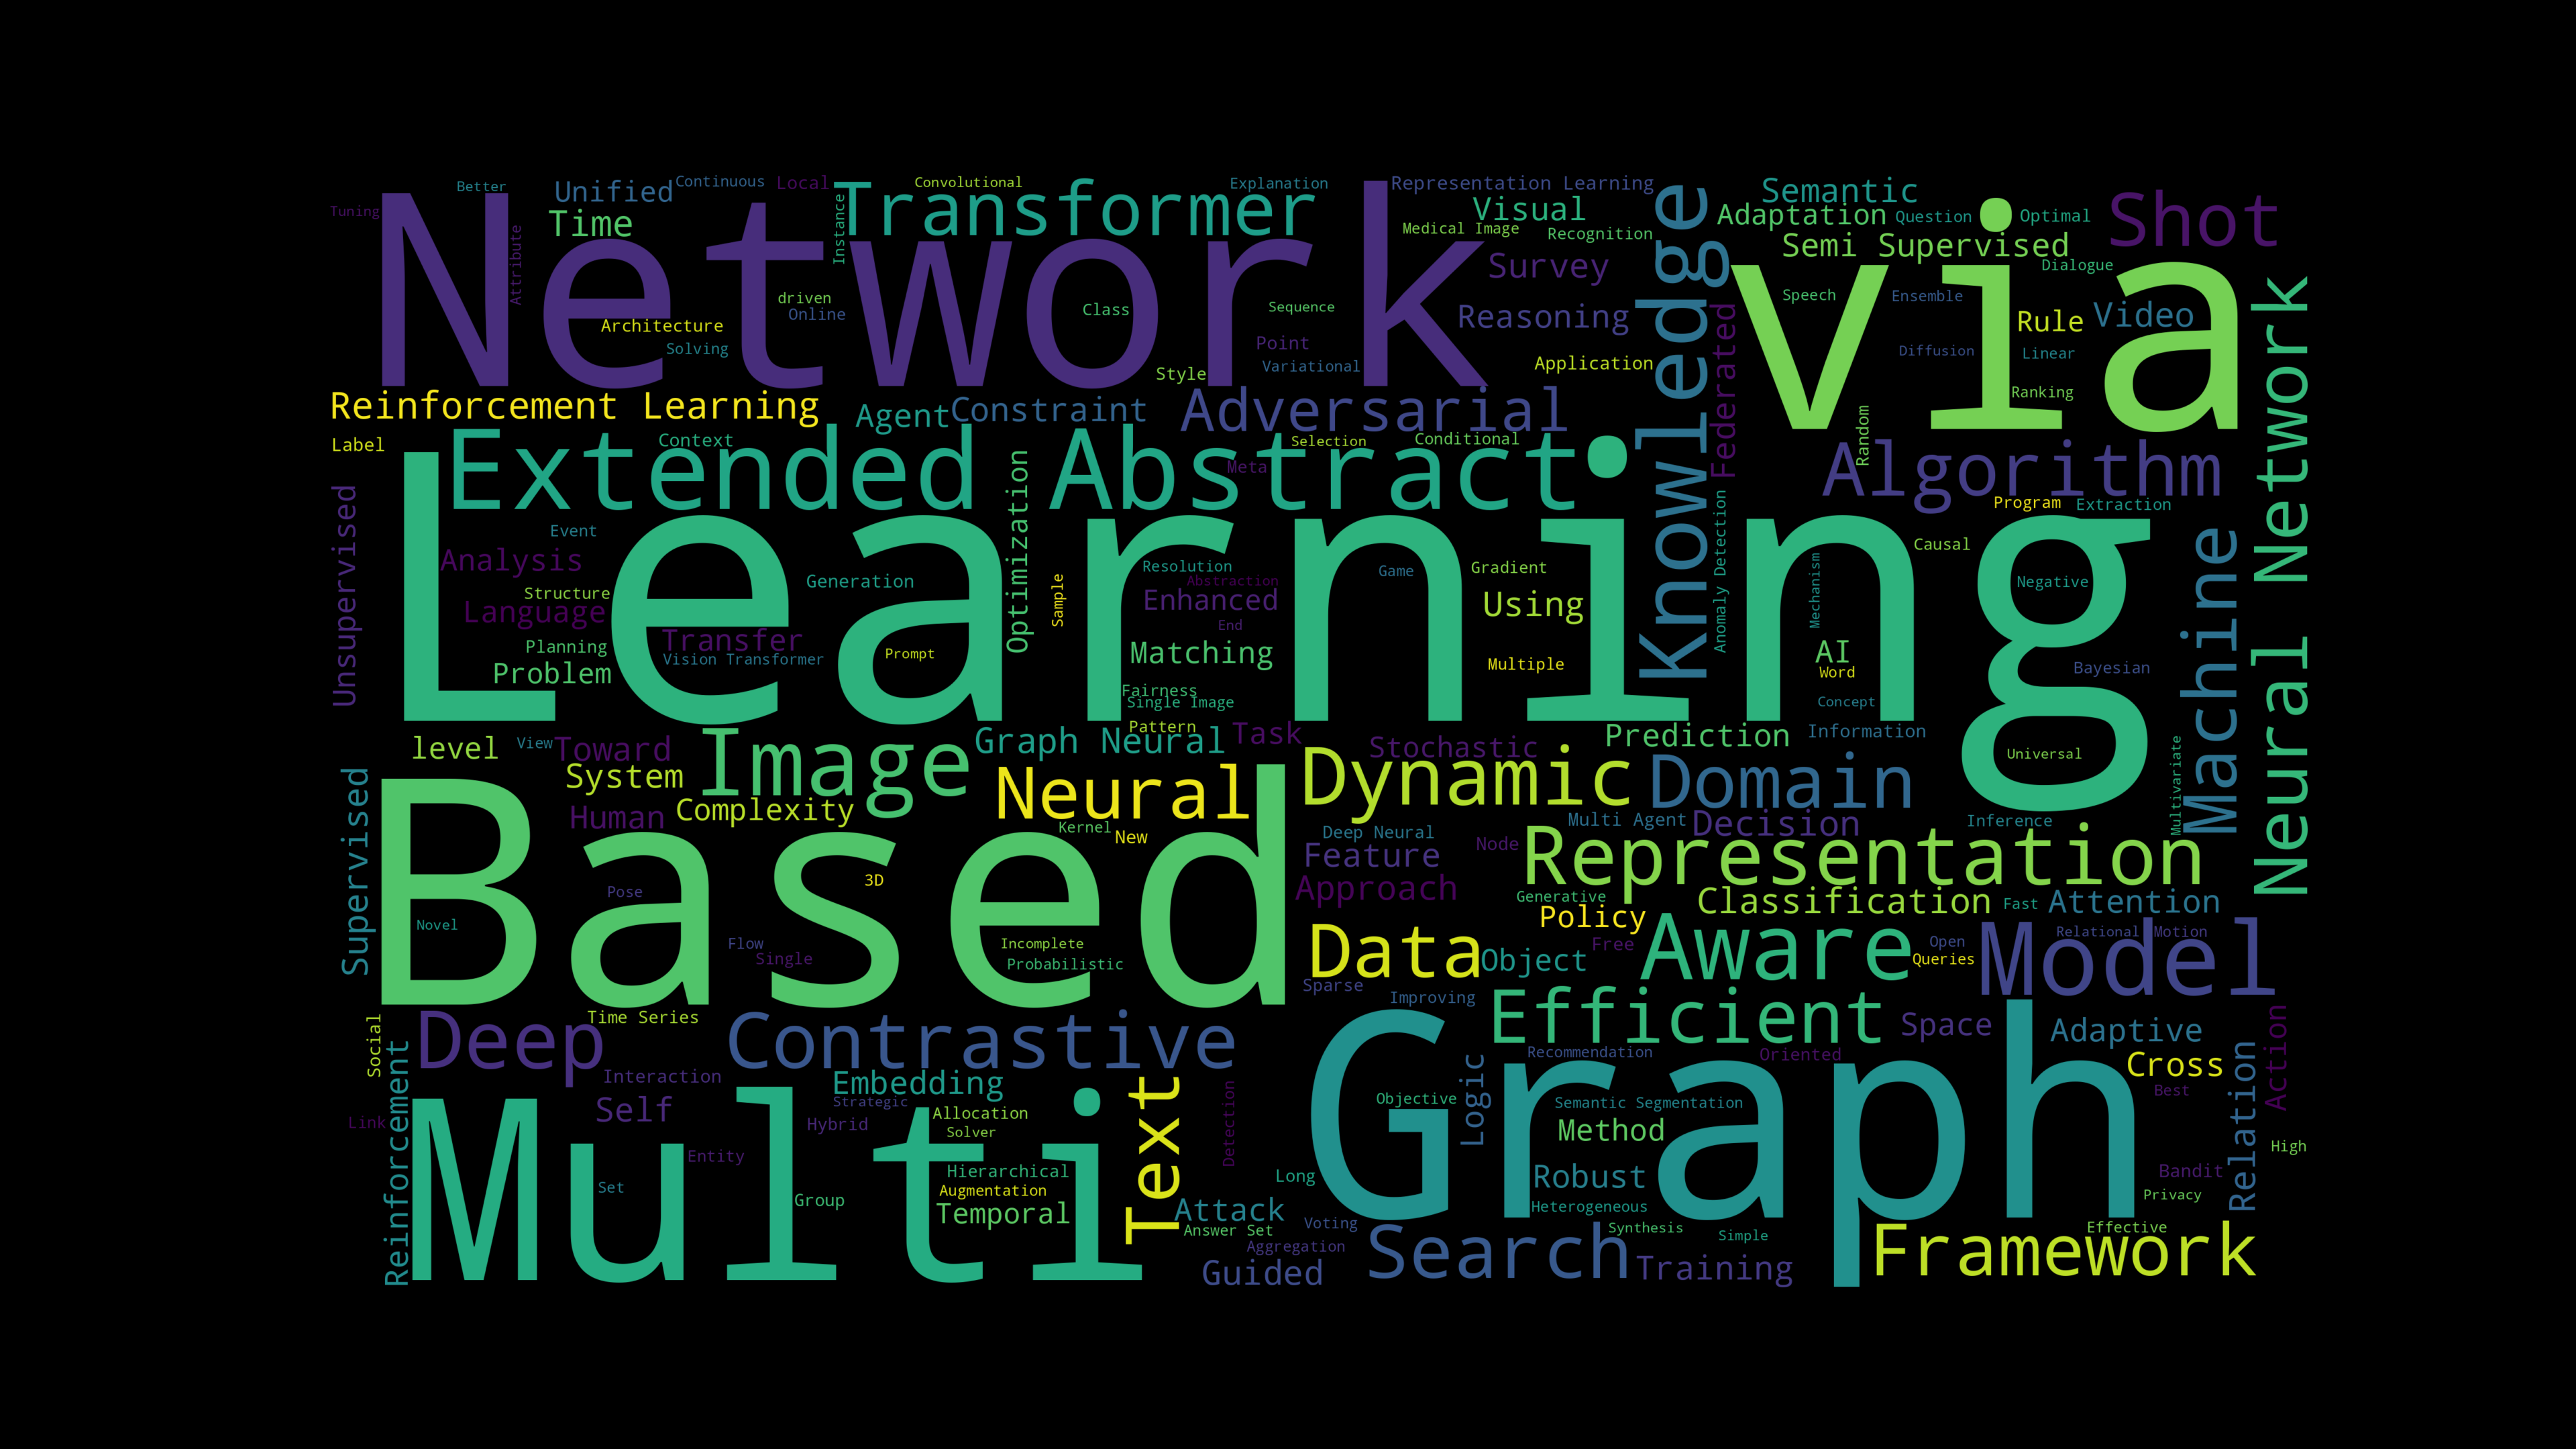 Better
Unified
Continuous
Local
Transformer
Convolutional
Explanation
Representation Learning
Semantic
Tuning
Time
Network
Attribute
Instance
Visual
Medical Image
Recognition
Knowledge
Adaptation
Question
Optimal
Shot
Semi Supervised
Dialogue
via
Survey
driven
Online
Class
Sequence
Reasoning
Speech
Ensemble
Rule
Video
Architecture
Solving
Point
Variational
Style
Application
Federated
Diffusion
Linear
Ranking
Random
Neural Network
Reinforcement Learning
Agent
Constraint
Adversarial
Label
Context
Extended Abstract
Selection
Conditional
Meta
Algorithm
Program
Extraction
Unsupervised
Optimization
Anomaly Detection
Learning
Event
Analysis
Structure
Language
Planning
Problem
Generation
Transfer
Vision Transformer
Prompt
Sample
Resolution
Abstraction
Enhanced
End
Matching
Fairness
Single Image
Game
Gradient
Using
Multiple
Mechanism
AI
Word
Concept
Causal
Negative
Bayesian
Machine
level
View
Toward
Image
Graph Neural
Pattern
Task
Stochastic
Prediction
Information
Universal
Multivariate
System
Human
Complexity
Neural
Kernel
New
Dynamic
Domain
Supervised
Based
Deep Neural
Multi Agent
Decision
Inference
Feature
Node
Representation
Approach
Generative
Classification
Fast
Attention
3D
Pose
Novel
Flow
Single
Incomplete
Probabilistic
Policy
Data
Object
Free
Aware
Open
Queries
Relational
Motion
Model
Sparse
Improving
Efficient
Space
Adaptive
Action
Time Series
Social
Deep
Contrastive
Reinforcement
Interaction
Embedding
Strategic
Self
Hybrid
Allocation
Solver
Text
Detection
Graph
Objective
Logic
Recommendation
Oriented
Semantic Segmentation
Method
Cross
Best
Relation
High
Link
Multi
Entity
Set
Group
Hierarchical
Augmentation
Temporal
Long
Robust
Heterogeneous
Bandit
Privacy
Attack
Answer Set
Voting
Aggregation
Guided
Search
Synthesis
Simple
Training
Effective
Framework